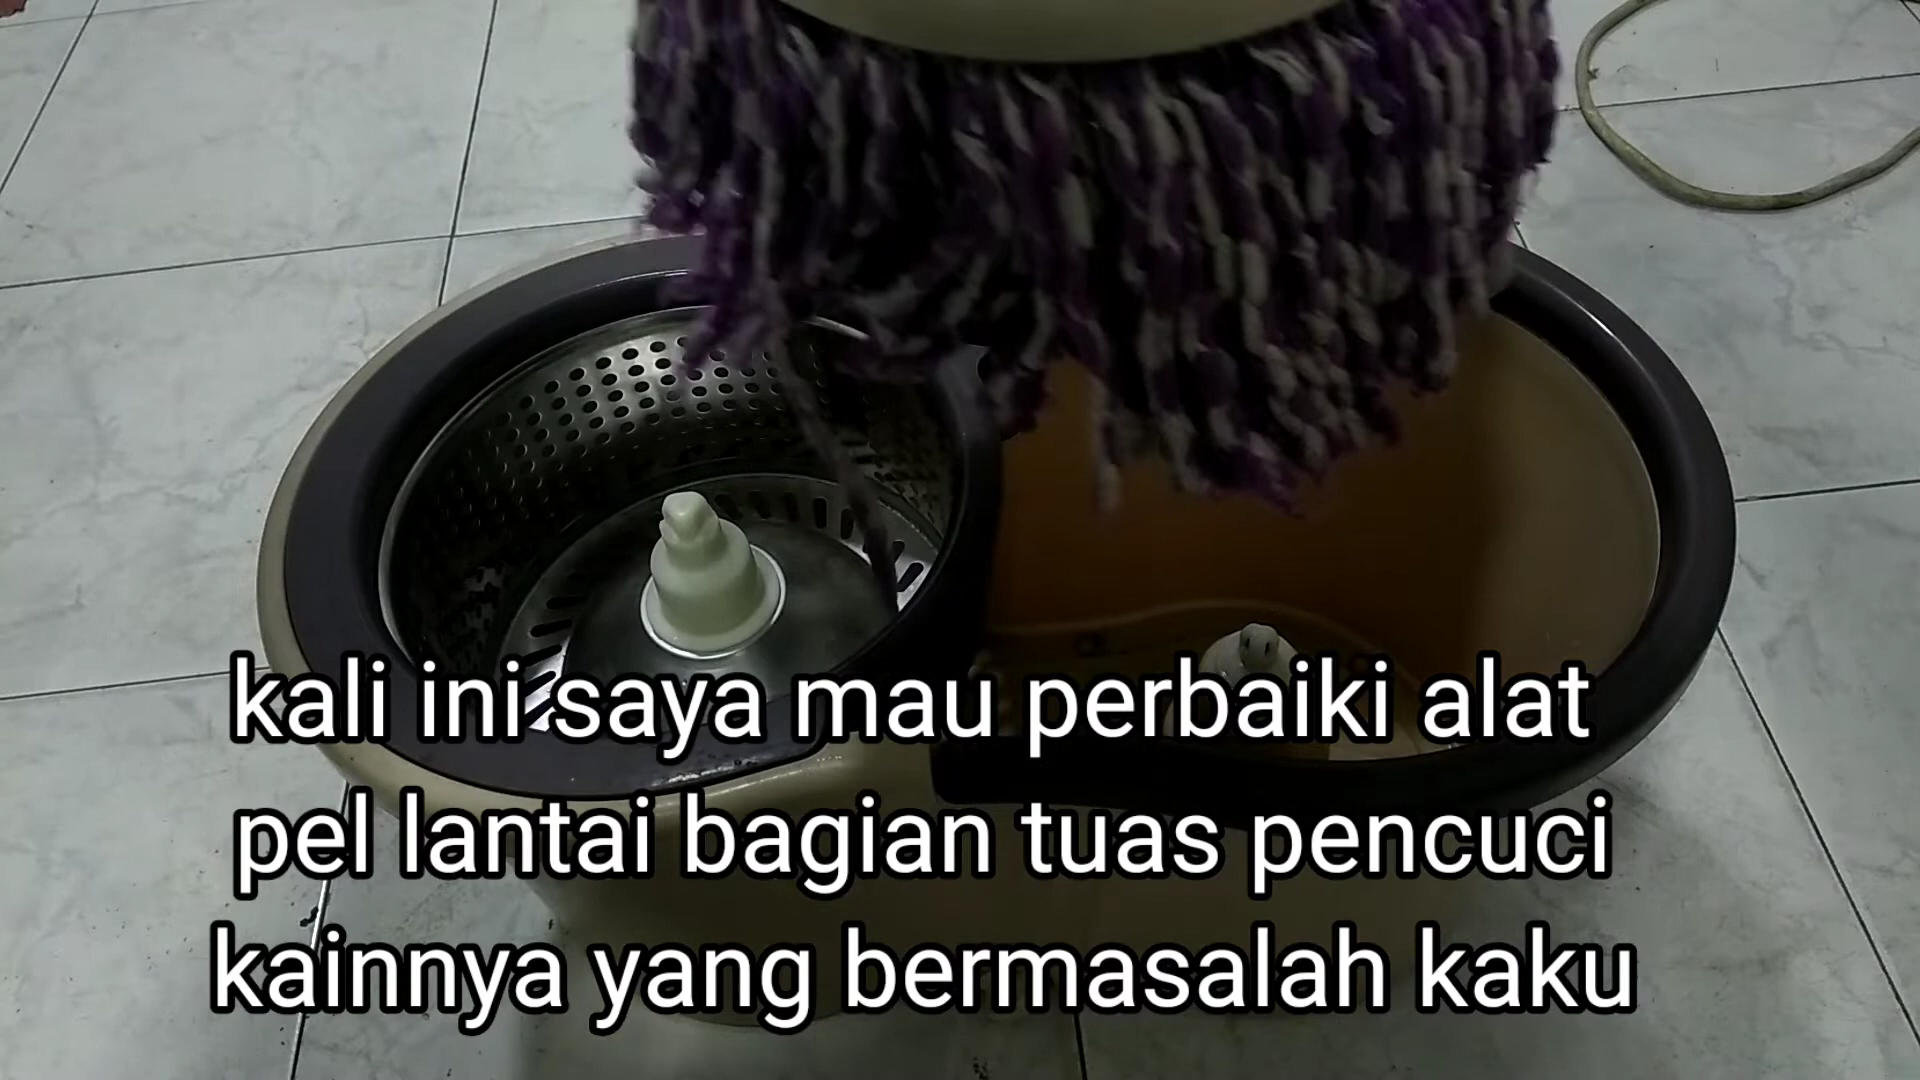 kali ini saya mau perbaiki alat
pel lantai bagian tuas pencuci
kainnya yang bermasalah kaku